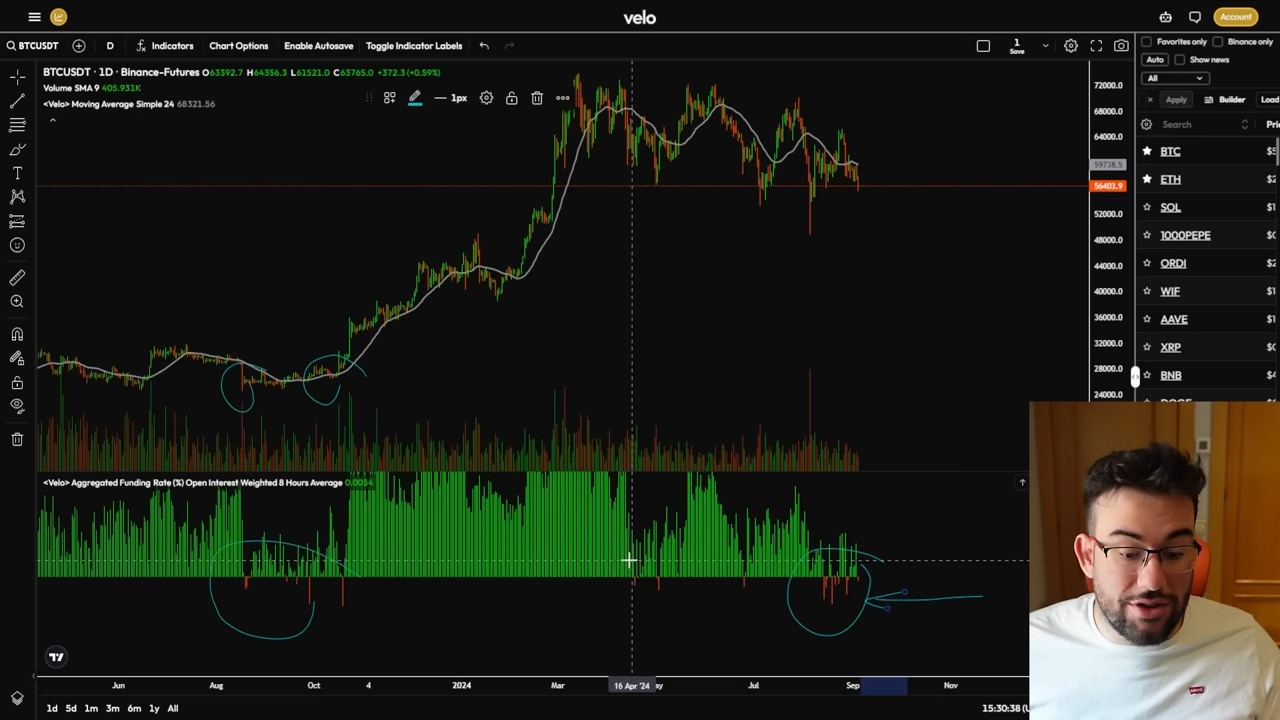 velo
Account
BTCUSDT
D
Indicators
Chart Options
Enable Autosave
Toggle Indicator Labels
1
Save
Favorites only
Binance only
Auto
Show news
All
Apply
Builder
Load
Search
BTCUSDT · 1D · Binance-Futures O63392.7 H64356.3 L61521.0 C63765.0 +372.3 (+0.59%)
Volume SMA 9 405.931K
<Velo> Moving Average Simple 24 68321.56
1px
72000.0
68000.0
64000.0
59738.5
56403.9
52000.0
48000.0
44000.0
40000.0
36000.0
32000.0
28000.0
24000.0
BTC
ETH
SOL
1000PEPE
ORDI
WIF
AAVE
XRP
BNB
<Velo> Aggregated Funding Rate (%) Open Interest Weighted 8 Hours Average 0.0054
Jun
Aug
Oct
4
2024
Mar
16 Apr '24
Jul
Sep
Nov
1d 5d 1m 3m 6m 1y All
15:30:38